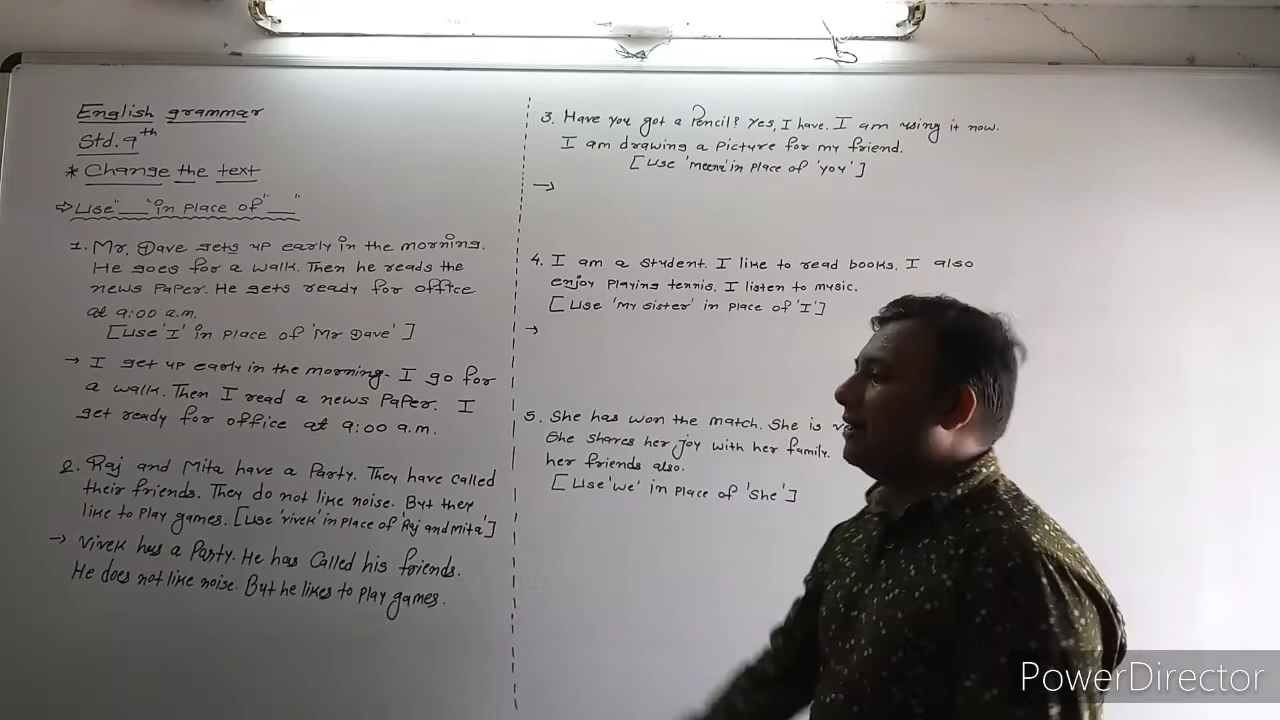 English grammar
Std. 9th
* Change the text
⇨ Use "___" in place of "___"
1. Mr. Dave gets up early in the morning.
He goes for a walk. Then he reads the
news paper. He gets ready for office
at 9:00 a.m.
[Use 'I' in place of 'Mr Dave']
→ I get up early in the morning. I go for
a walk. Then I read a news paper. I
get ready for office at 9:00 a.m.
2. Raj and Mita have a Party. They have called
their friends. They do not like noise. But they
like to play games. [Use 'vivek' in place of 'Raj and Mita']
→ Vivek has a Party. He has Called his friends.
He does not like noise. But he likes to play games.
3. Have you got a Pencil? Yes, I have. I am using it now.
I am drawing a picture for my friend.
[Use 'meena' in place of 'you']
→
4. I am a student. I like to read books. I also
enjoy playing tennis. I listen to music.
[Use 'My sister' in place of 'I']
→
5. She has won the match. She is
She shares her joy with her family.
her friends also.
[Use 'we' in place of 'she']
PowerDirector